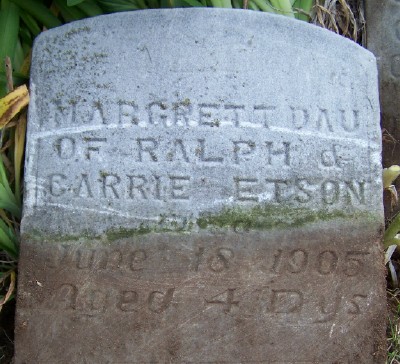 MARGRETT DAU
OF RALPH &
CARRIE ETSON
June 18 1905
Aged 4 Dys